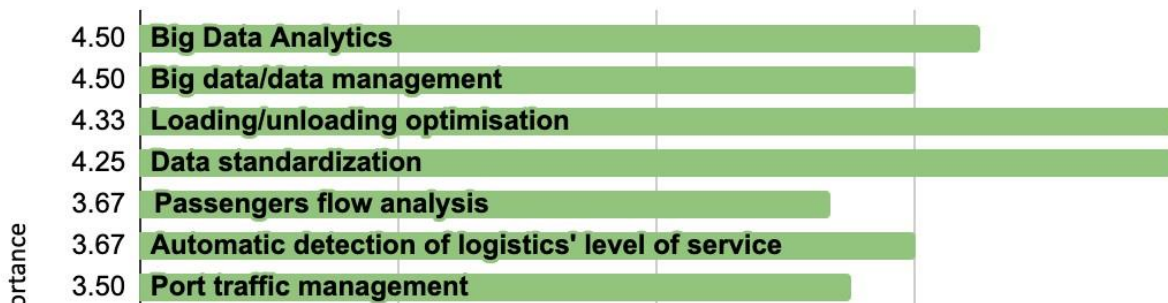 4.50 Big Data Analytics
4.50 Big data/data management
4.33 Loading/unloading optimisation
4.25 Data standardization
3.67 Passengers flow analysis
3.67 Automatic detection of logistics' level of service
3.50 Port traffic management
ortance